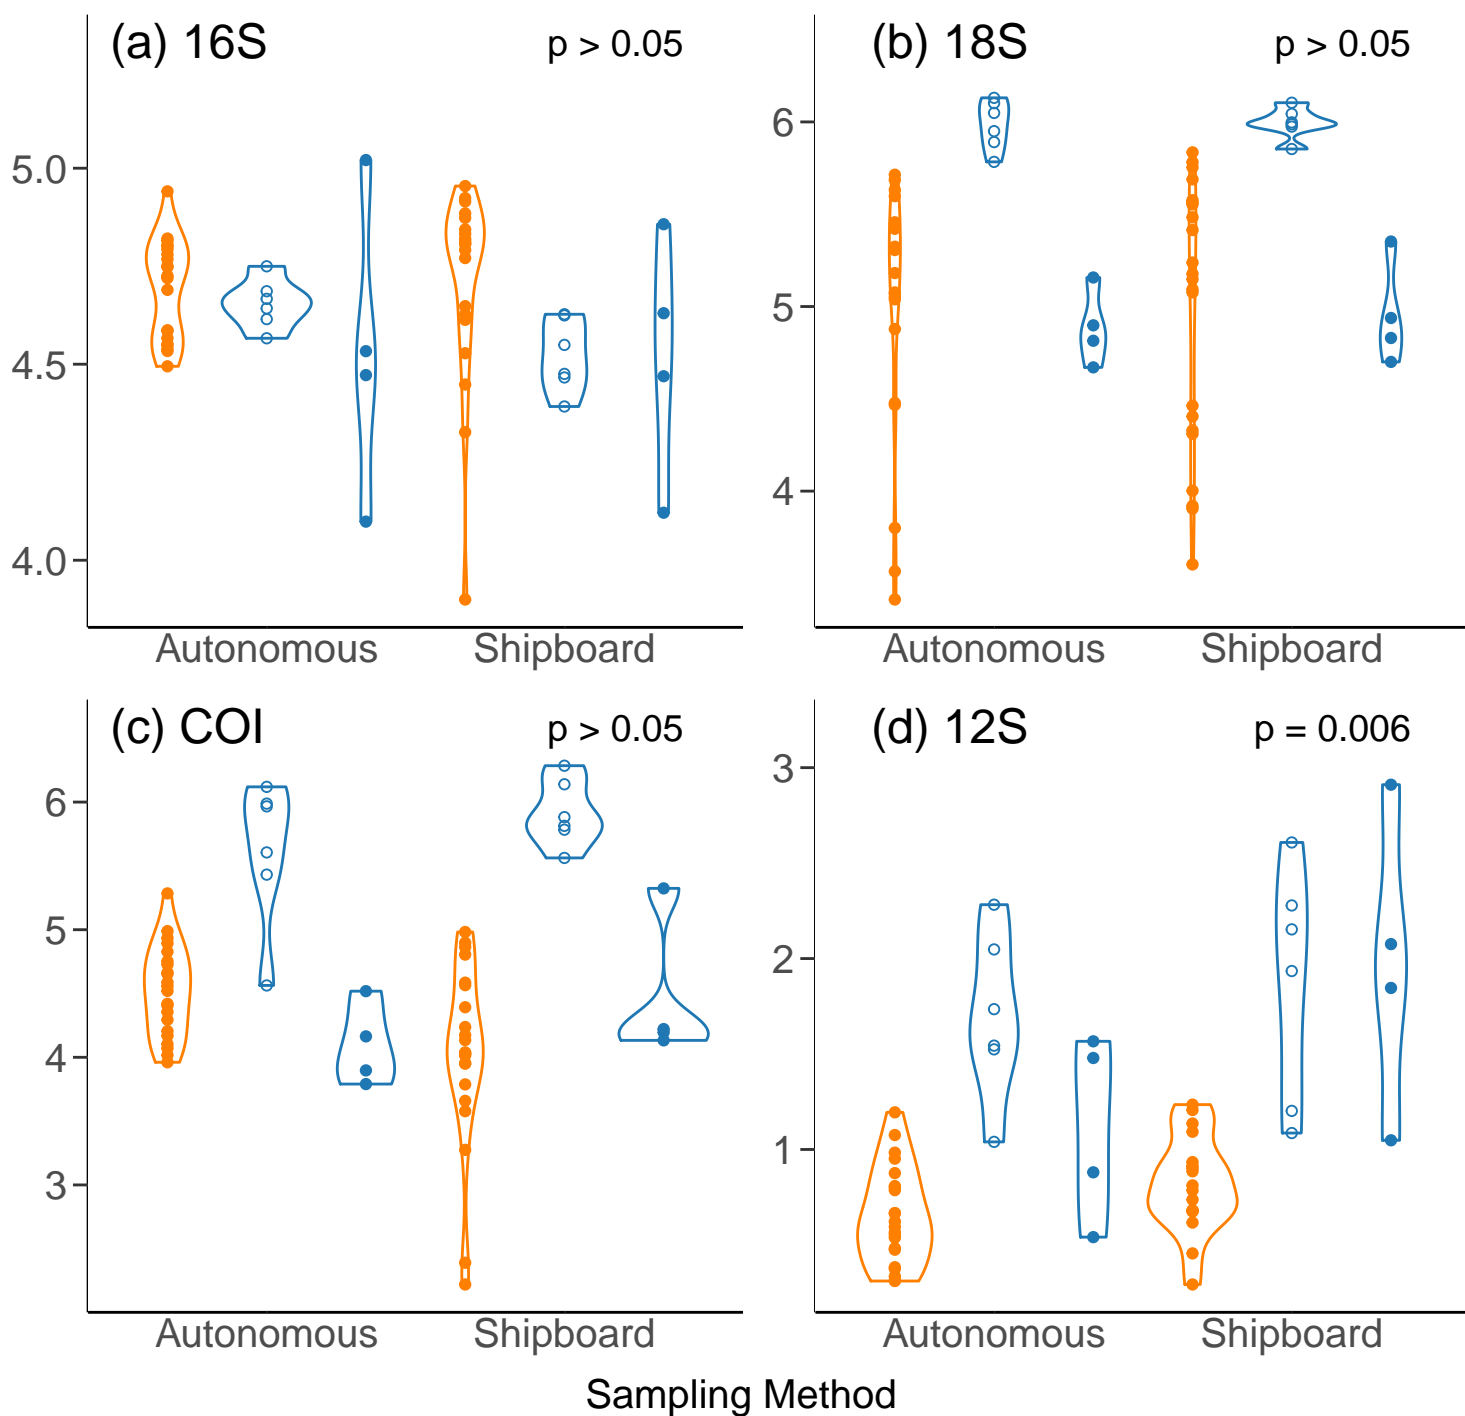 (a) 16S p > 0.05
5.0
4.5
4.0
Autonomous Shipboard
(b) 18S p > 0.05
6
5
4
Autonomous Shipboard
(c) COI p > 0.05
6
5
4
3
Autonomous Shipboard
(d) 12S p = 0.006
3
2
1
Autonomous Shipboard
Sampling Method